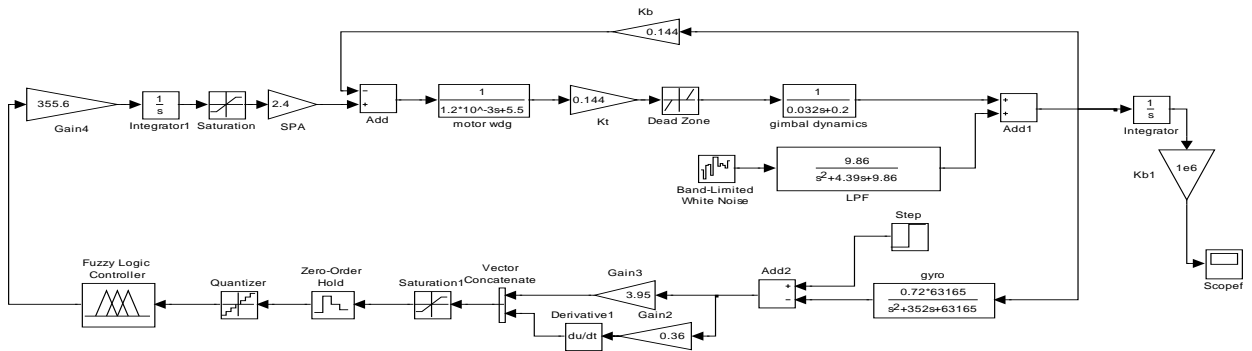 Kb
0.144
355.6
Gain4
1
s
Integrator1
Saturation
2.4
SPA
−
+
Add
1
1.2*10^-3s+5.5
motor wdg
0.144
Kt
Dead Zone
1
0.032s+0.2
gimbal dynamics
+
+
Add1
1
s
Integrator
1e6
Kb1
Band-Limited
White Noise
9.86
s²+4.39s+9.86
LPF
Step
Scopef
Fuzzy Logic
Controller
Quantizer
Zero-Order
Hold
Saturation1
Vector
Concatenate
Gain3
3.95
Gain2
0.36
Derivative1
du/dt
Add2
+
−
gyro
0.72*63165
s²+352s+63165